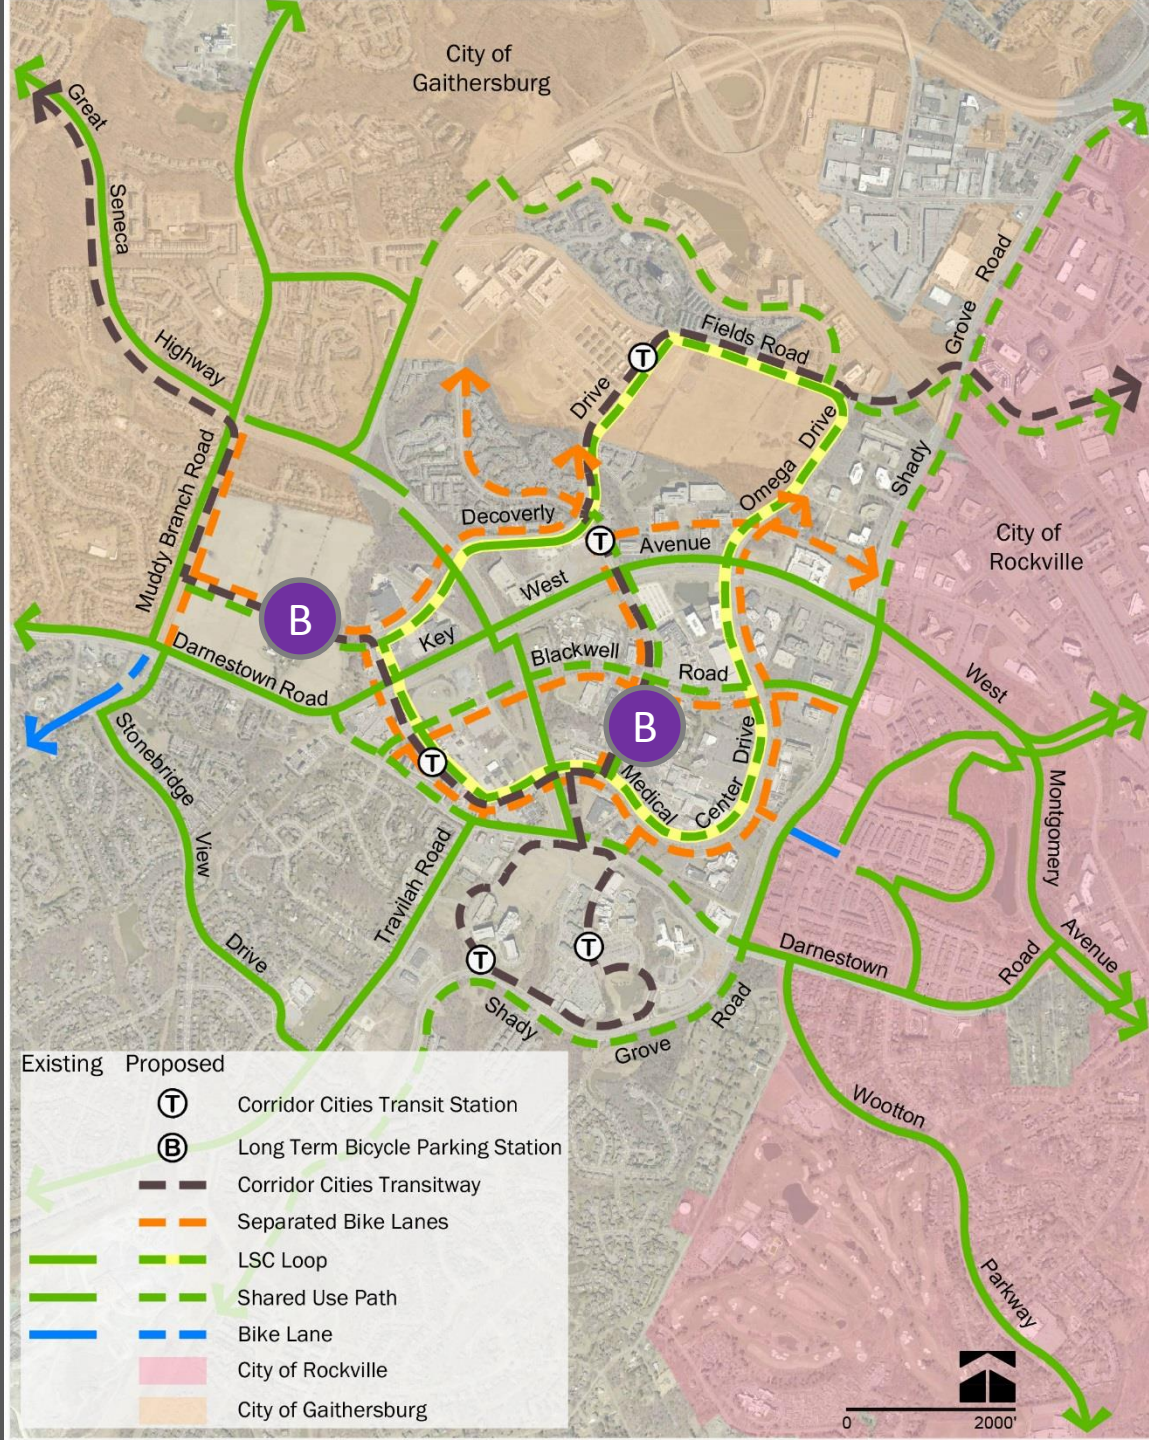 City of
Gaithersburg
Great
Seneca
Highway
Grove Road
Fields Road
T
Drive
Omega Drive
Shady
City of
Rockville
Muddy Branch Road
Decoverly
T
Avenue
West
B
Key
Darnestown Road
Blackwell
Road
West
B
Stonebridge
View
Drive
T
Medical
Center Drive
Montgomery
Avenue
Travilah Road
T
T
Darnestown
Road
Shady
Grove
Road
Wootton
Parkway
Existing Proposed
T Corridor Cities Transit Station
B Long Term Bicycle Parking Station
Corridor Cities Transitway
Separated Bike Lanes
LSC Loop
Shared Use Path
Bike Lane
City of Rockville
City of Gaithersburg
0 2000'